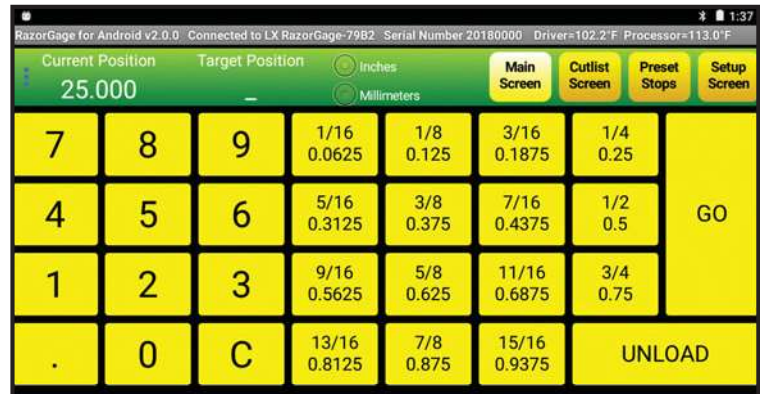 1:37
RazorGage for Android v2.0.0 Connected to LX RazorGage-79B2 Serial Number 20180000 Driver=102.2°F Processor=113.0°F
Current Position Target Position Inches Main Screen Cutlist Screen Preset Stops Setup Screen
25.000 _ Millimeters
7 8 9 1/16 0.0625 1/8 0.125 3/16 0.1875 1/4 0.25
4 5 6 5/16 0.3125 3/8 0.375 7/16 0.4375 1/2 0.5 GO
1 2 3 9/16 0.5625 5/8 0.625 11/16 0.6875 3/4 0.75
. 0 C 13/16 0.8125 7/8 0.875 15/16 0.9375 UNLOAD